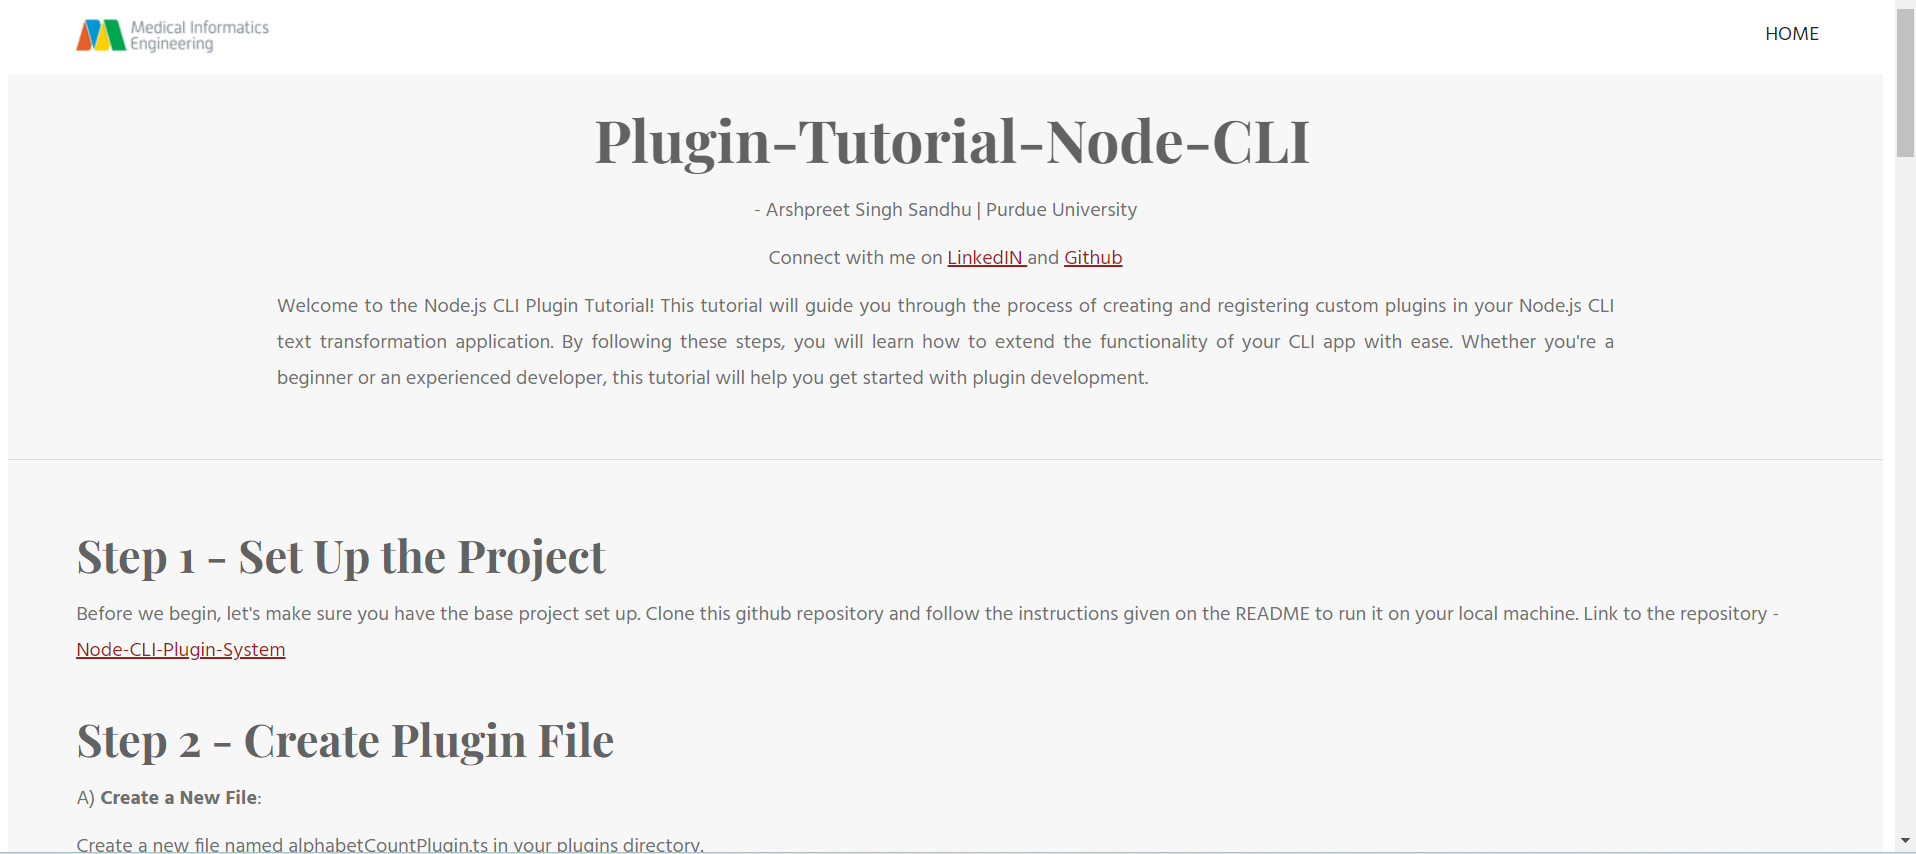 Medical Informatics
Engineering
HOME
Plugin-Tutorial-Node-CLI
- Arshpreet Singh Sandhu | Purdue University
Connect with me on LinkedIN and Github
Welcome to the Node.js CLI Plugin Tutorial! This tutorial will guide you through the process of creating and registering custom plugins in your Node.js CLI
text transformation application. By following these steps, you will learn how to extend the functionality of your CLI app with ease. Whether you're a
beginner or an experienced developer, this tutorial will help you get started with plugin development.
Step 1 - Set Up the Project
Before we begin, let's make sure you have the base project set up. Clone this github repository and follow the instructions given on the README to run it on your local machine. Link to the repository -
Node-CLI-Plugin-System
Step 2 - Create Plugin File
A) Create a New File:
Create a new file named alphabetCountPlugin.ts in your plugins directory.